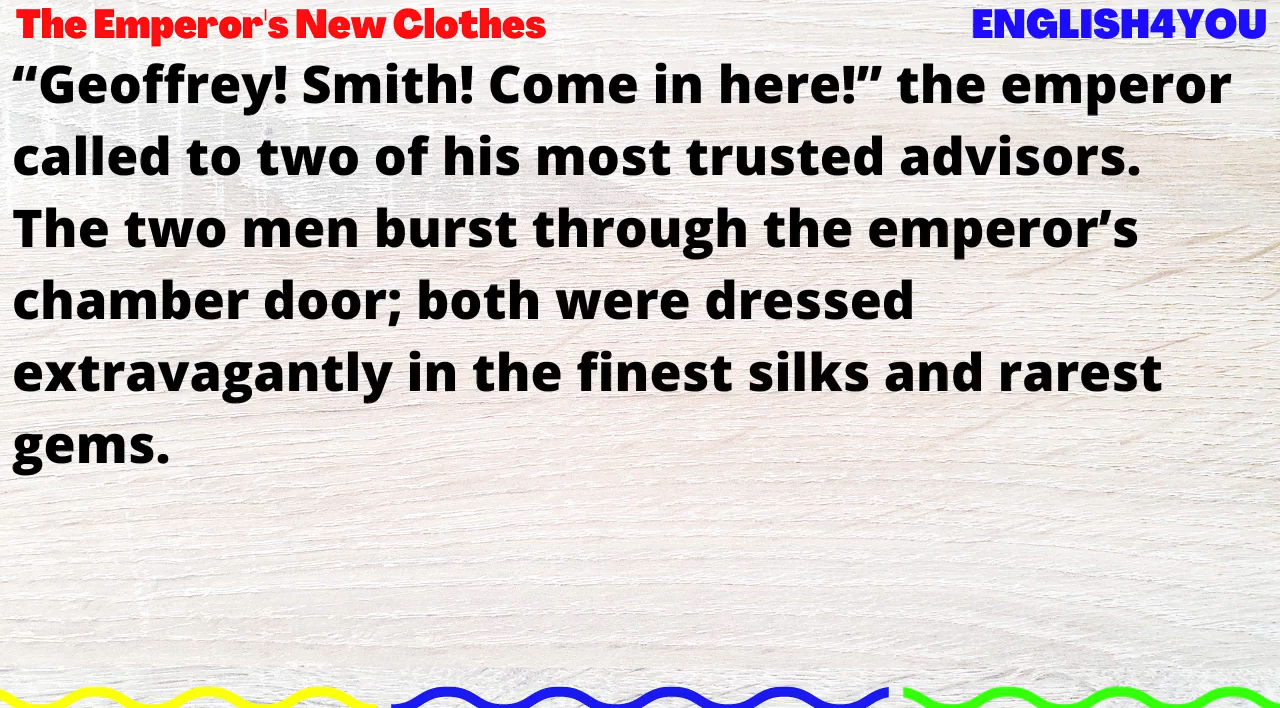 The Emperor's New Clothes ENGLISH4YOU
“Geoffrey! Smith! Come in here!” the emperor
called to two of his most trusted advisors.
The two men burst through the emperor’s
chamber door; both were dressed
extravagantly in the finest silks and rarest
gems.